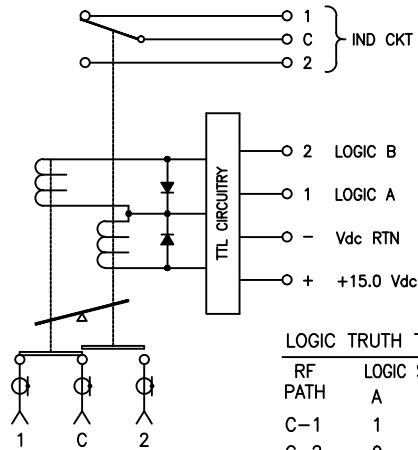 1
C IND CKT
2
2 LOGIC B
1 LOGIC A
- Vdc RTN
+ +15.0 Vdc
TTL CIRCUITRY
LOGIC TRUTH
RF LOGIC
PATH A
C-1 1
1 C 2